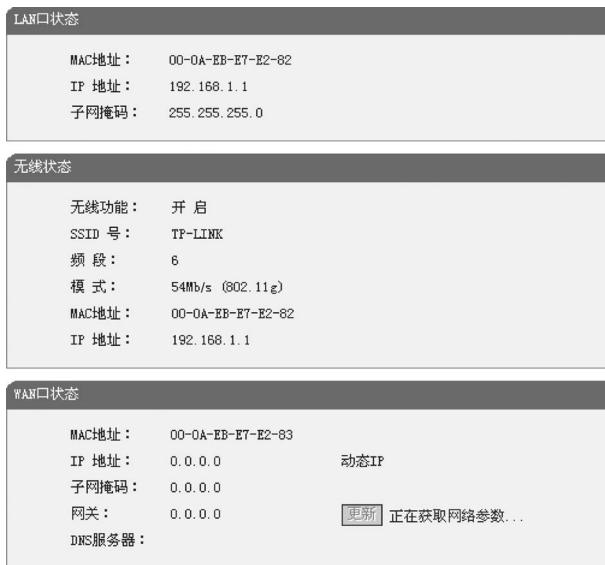 LAN口状态
MAC地址： 00-0A-EB-E7-E2-82
IP 地址： 192.168.1.1
子网掩码： 255.255.255.0
无线状态
无线功能： 开 启
SSID 号： TP-LINK
频 段： 6
模 式： 54Mb/s (802.11g)
MAC地址： 00-0A-EB-E7-E2-82
IP 地址： 192.168.1.1
WAN口状态
MAC地址： 00-0A-EB-E7-E2-83
IP 地址： 0.0.0.0 动态IP
子网掩码： 0.0.0.0
网关： 0.0.0.0 更新 正在获取网络参数...
DNS服务器：